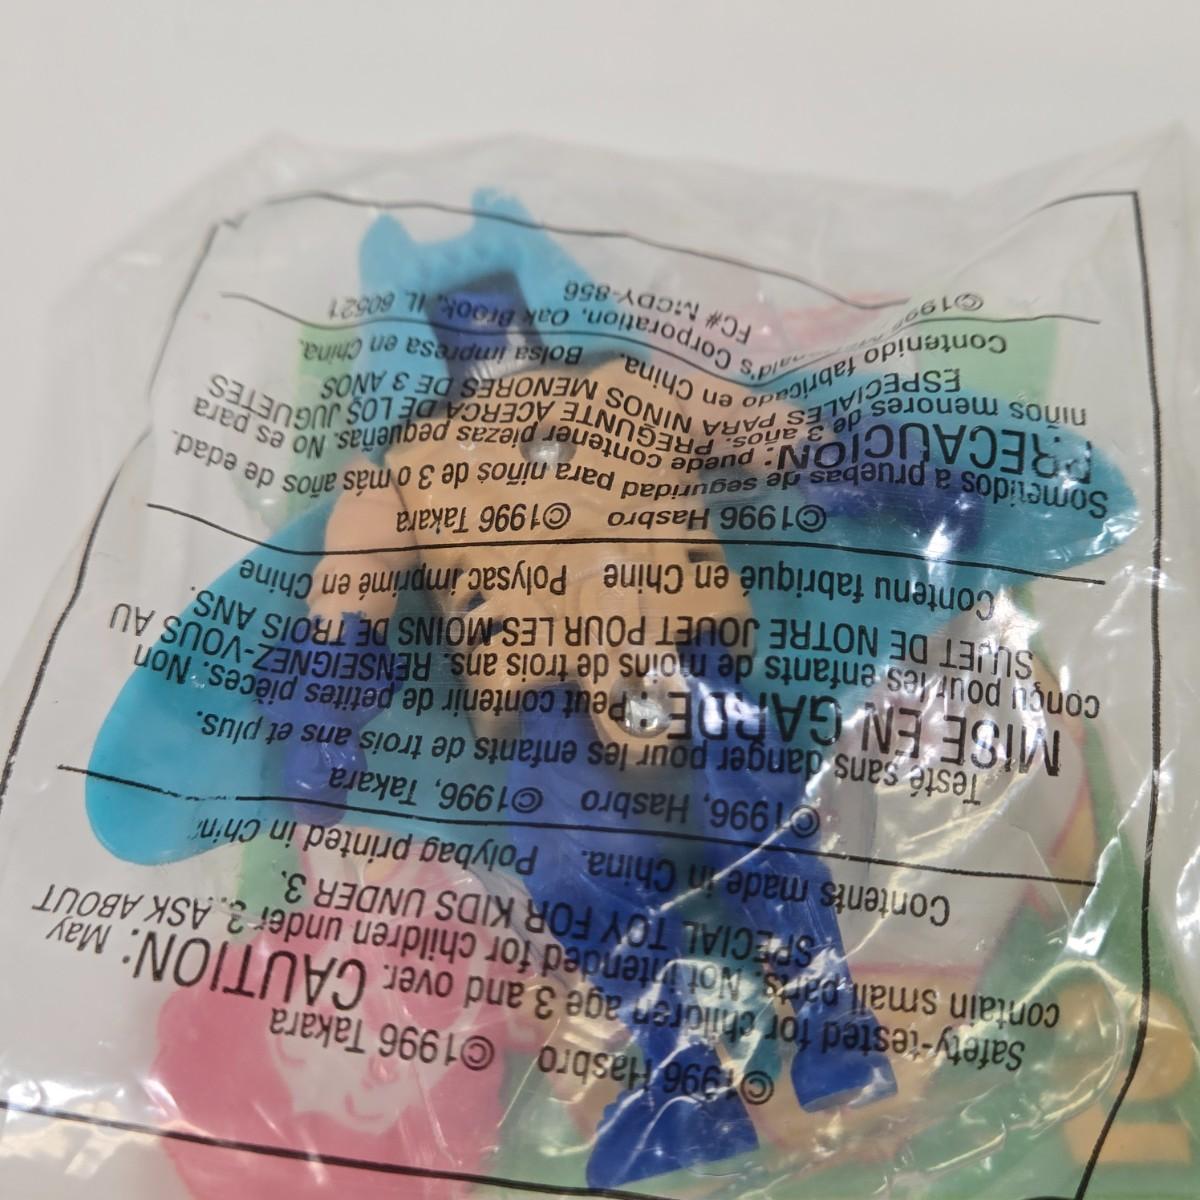 ©1996 Hasbro ©1996 Takara
Safety-tested for children age 3 and over. CAUTION: May
contain small parts. Not intended for children under 3. ASK ABOUT
SPECIAL TOY FOR KIDS UNDER 3.
Contents made in China. Polybag printed in China
©1996, Hasbro ©1996, Takara
Testé sans danger pour les enfants de trois ans et plus.
MISE EN GARDE: Peut contenir de petites pièces. Non
conçu pour les enfants de moins de trois ans. RENSEIGNEZ-VOUS AU
SUJET DE NOTRE JOUET POUR LES MOINS DE TROIS ANS.
Contenu fabriqué en Chine Polysac imprimé en Chine
©1996 Hasbro ©1996 Takara
Sometidos a pruebas de seguridad para niños de 3 o más años de edad.
PRECAUCION: puede contener piezas pequeñas. No es para
niños menores de 3 años. PREGUNTE ACERCA DE LOS JUGUETES
ESPECIALES PARA NIÑOS MENORES DE 3 AÑOS
Contenido fabricado en China. Bolsa impresa en China.
©1996 McDonald's Corporation, Oak Brook, IL 60521
FC# MCDY-856